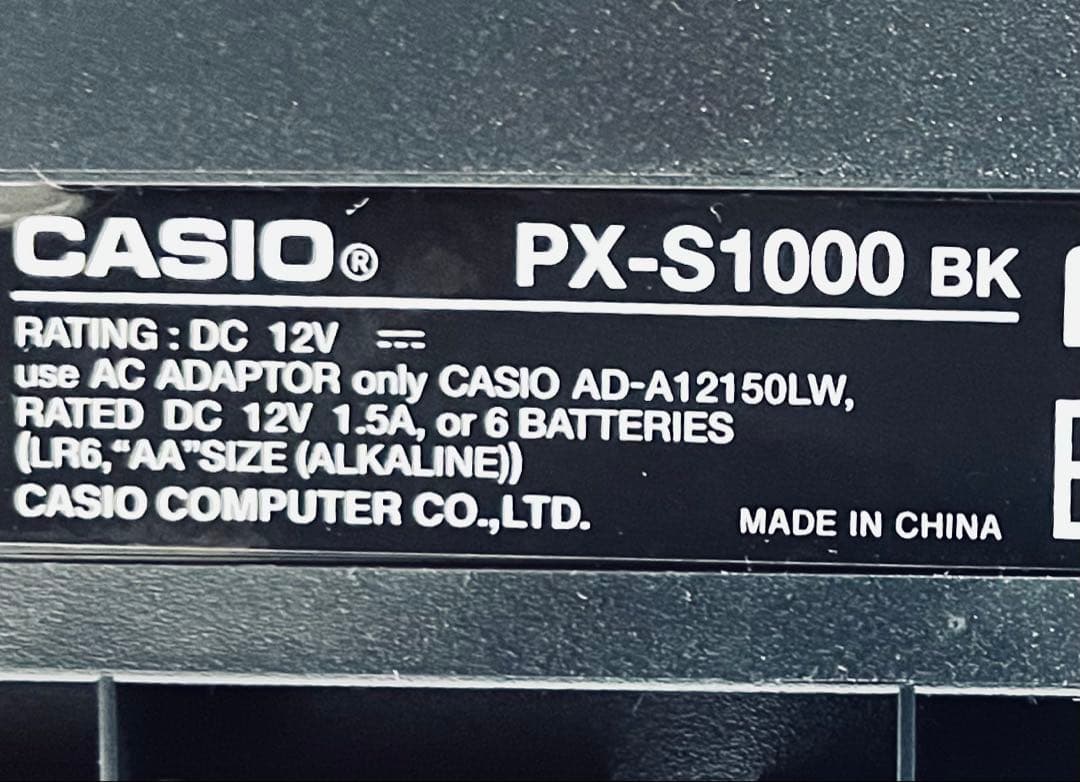 CASIO® PX-S1000 BK
RATING : DC 12V ⎓
use AC ADAPTOR only CASIO AD-A12150LW,
RATED DC 12V 1.5A, or 6 BATTERIES
(LR6,“AA”SIZE (ALKALINE))
CASIO COMPUTER CO.,LTD. MADE IN CHINA